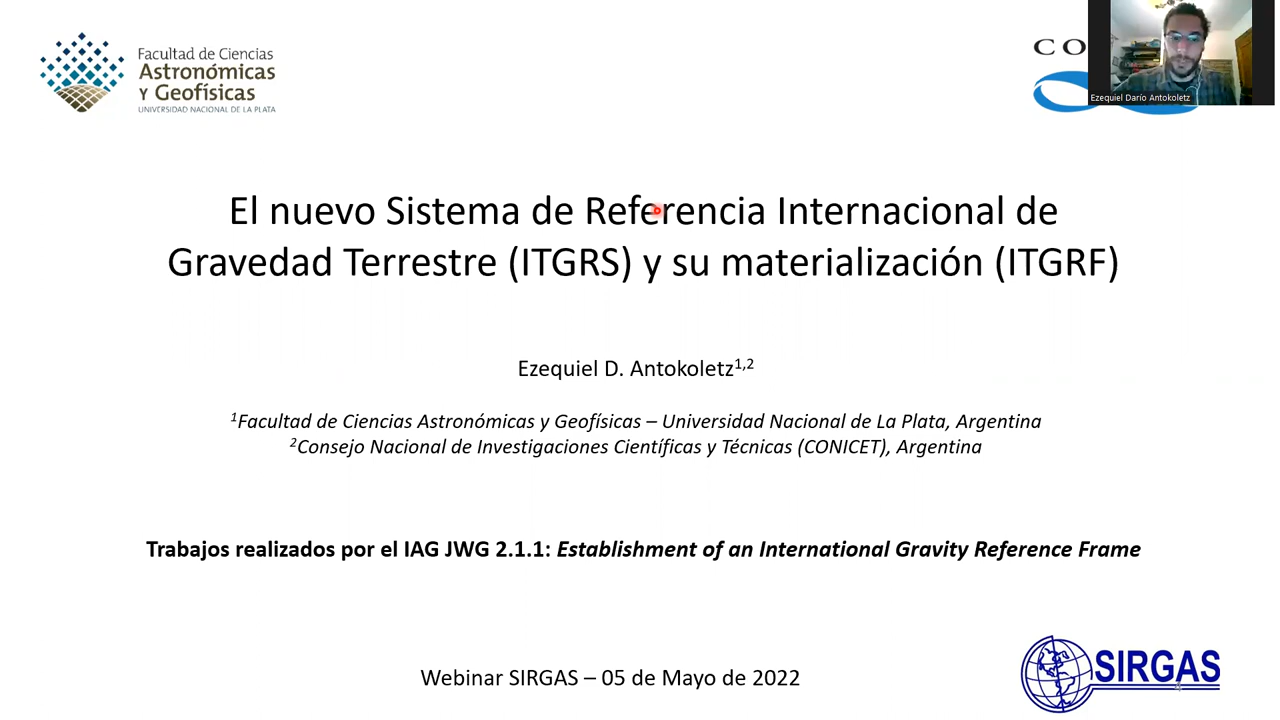 Facultad de Ciencias
Astronómicas
y Geofísicas
UNIVERSIDAD NACIONAL DE LA PLATA
CO
Ezequiel Darío Antokoletz
El nuevo Sistema de Referencia Internacional de
Gravedad Terrestre (ITGRS) y su materialización (ITGRF)
Ezequiel D. Antokoletz1,2
1Facultad de Ciencias Astronómicas y Geofísicas – Universidad Nacional de La Plata, Argentina
2Consejo Nacional de Investigaciones Científicas y Técnicas (CONICET), Argentina
Trabajos realizados por el IAG JWG 2.1.1: Establishment of an International Gravity Reference Frame
Webinar SIRGAS – 05 de Mayo de 2022
SIRGAS